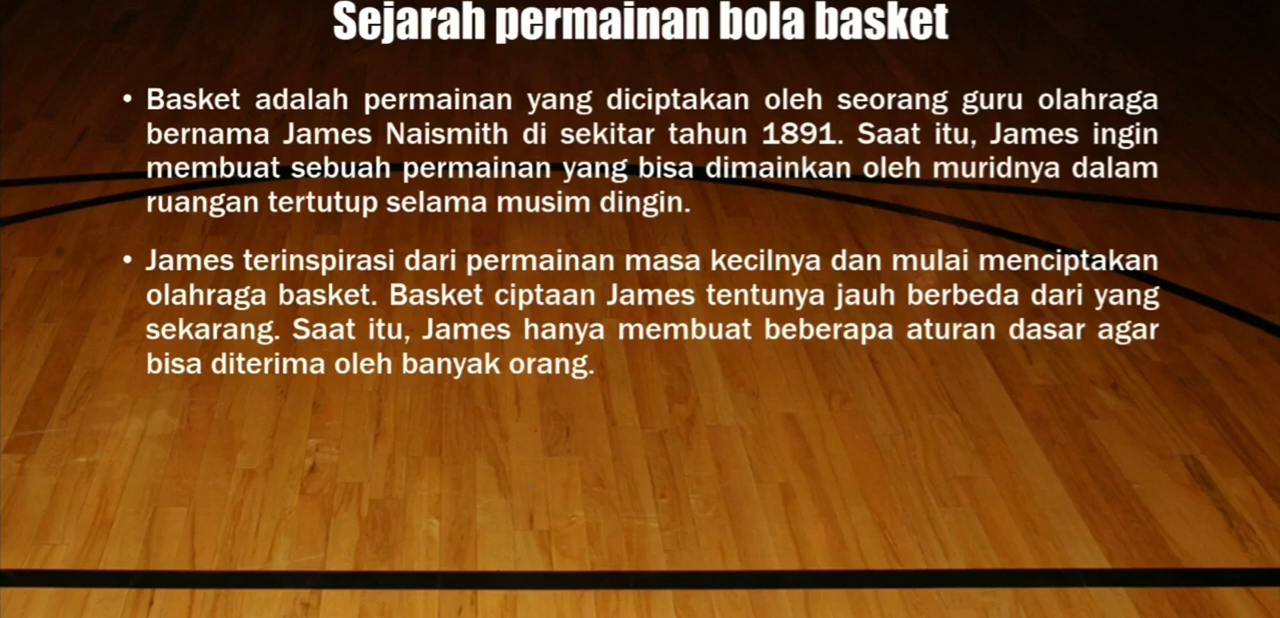 Sejarah permainan bola basket
• Basket adalah permainan yang diciptakan oleh seorang guru olahraga
bernama James Naismith di sekitar tahun 1891. Saat itu, James ingin
membuat sebuah permainan yang bisa dimainkan oleh muridnya dalam
ruangan tertutup selama musim dingin.
• James terinspirasi dari permainan masa kecilnya dan mulai menciptakan
olahraga basket. Basket ciptaan James tentunya jauh berbeda dari yang
sekarang. Saat itu, James hanya membuat beberapa aturan dasar agar
bisa diterima oleh banyak orang.